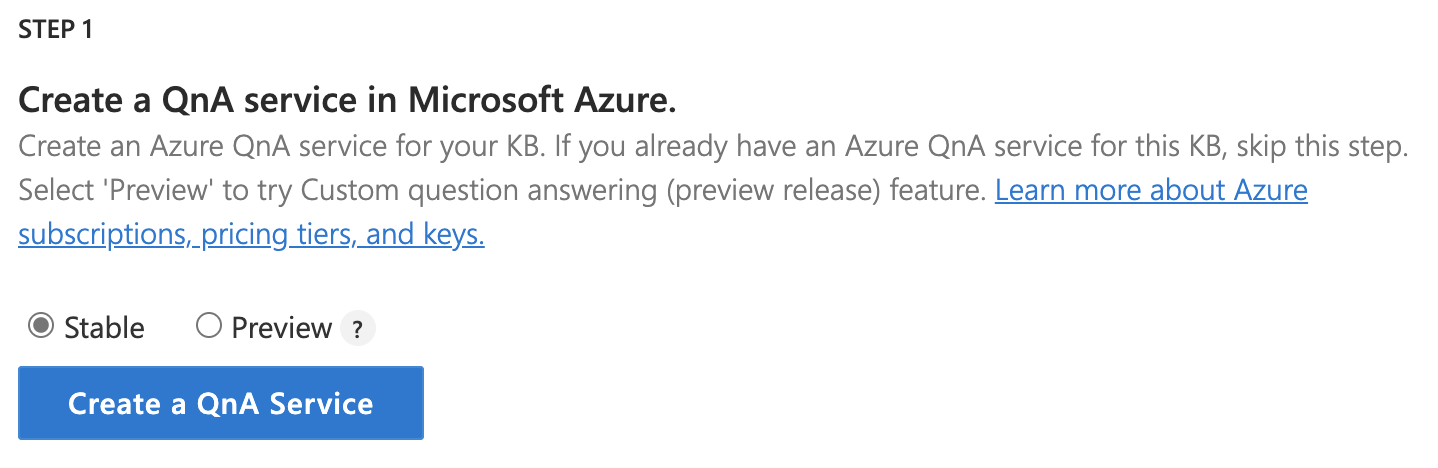 STEP 1
Create a QnA service in Microsoft Azure.
Create an Azure QnA service for your KB. If you already have an Azure QnA service for this KB, skip this step.
Select 'Preview' to try Custom question answering (preview release) feature. Learn more about Azure
subscriptions, pricing tiers, and keys.
Stable Preview ?
Create a QnA Service